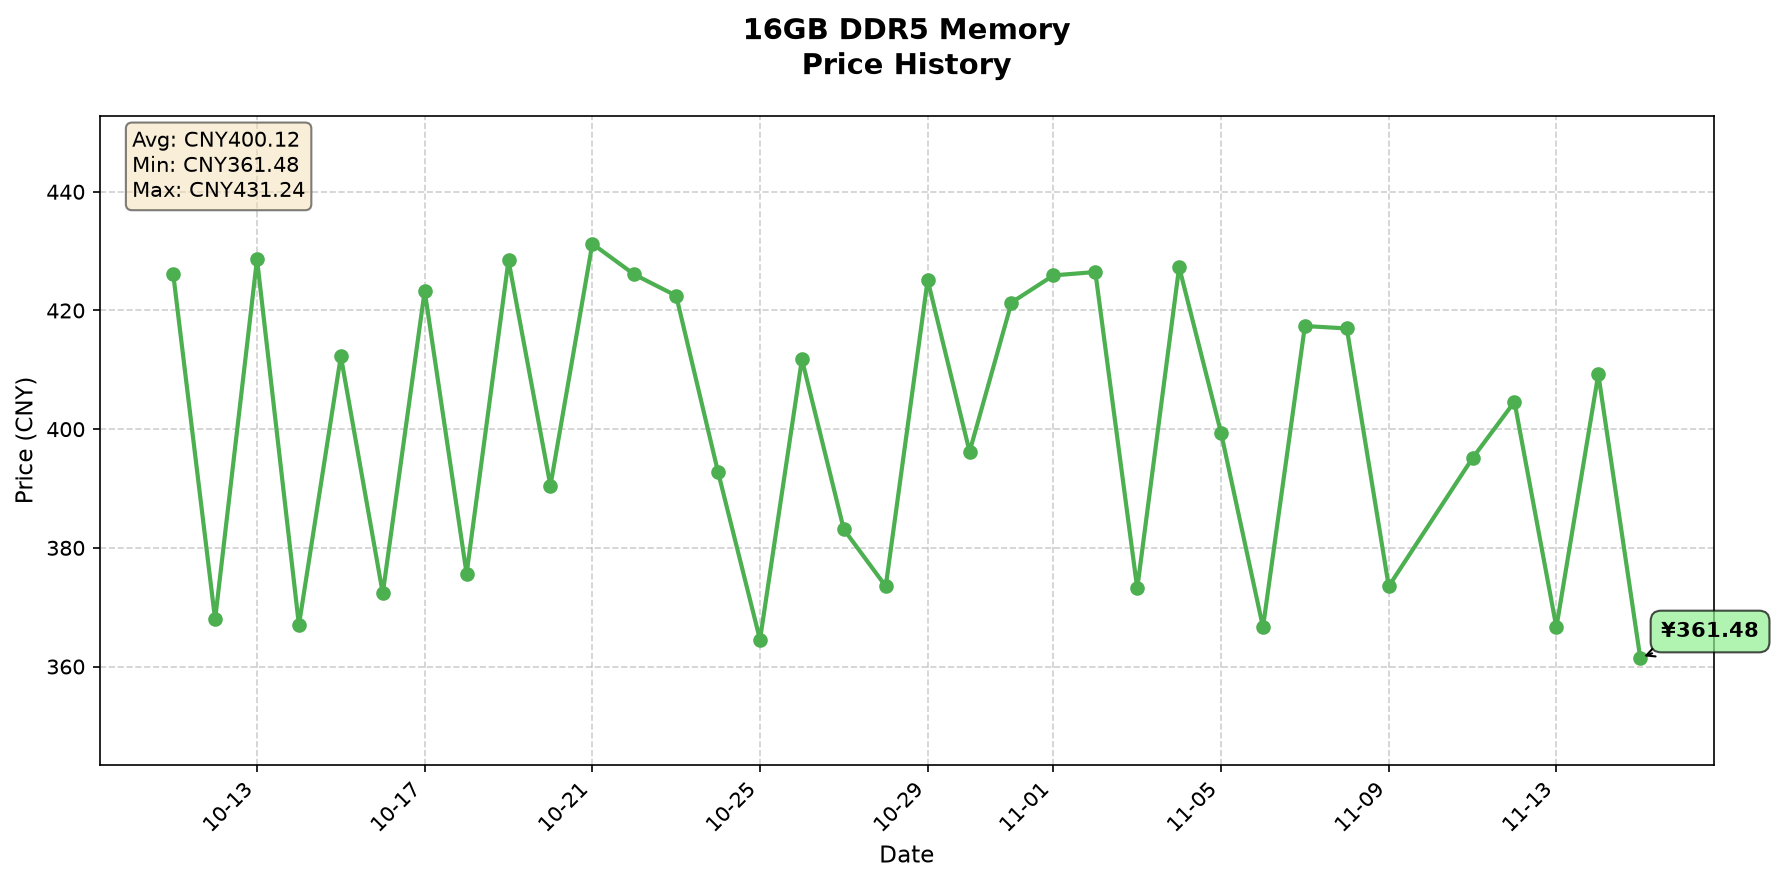 16GB DDR5 Memory
Price History
Avg: CNY400.12
Min: CNY361.48
Max: CNY431.24
440
420
400
380
360
Price (CNY)
¥361.48
10-13
10-17
10-21
10-25
10-29
11-01
11-05
11-09
11-13
Date